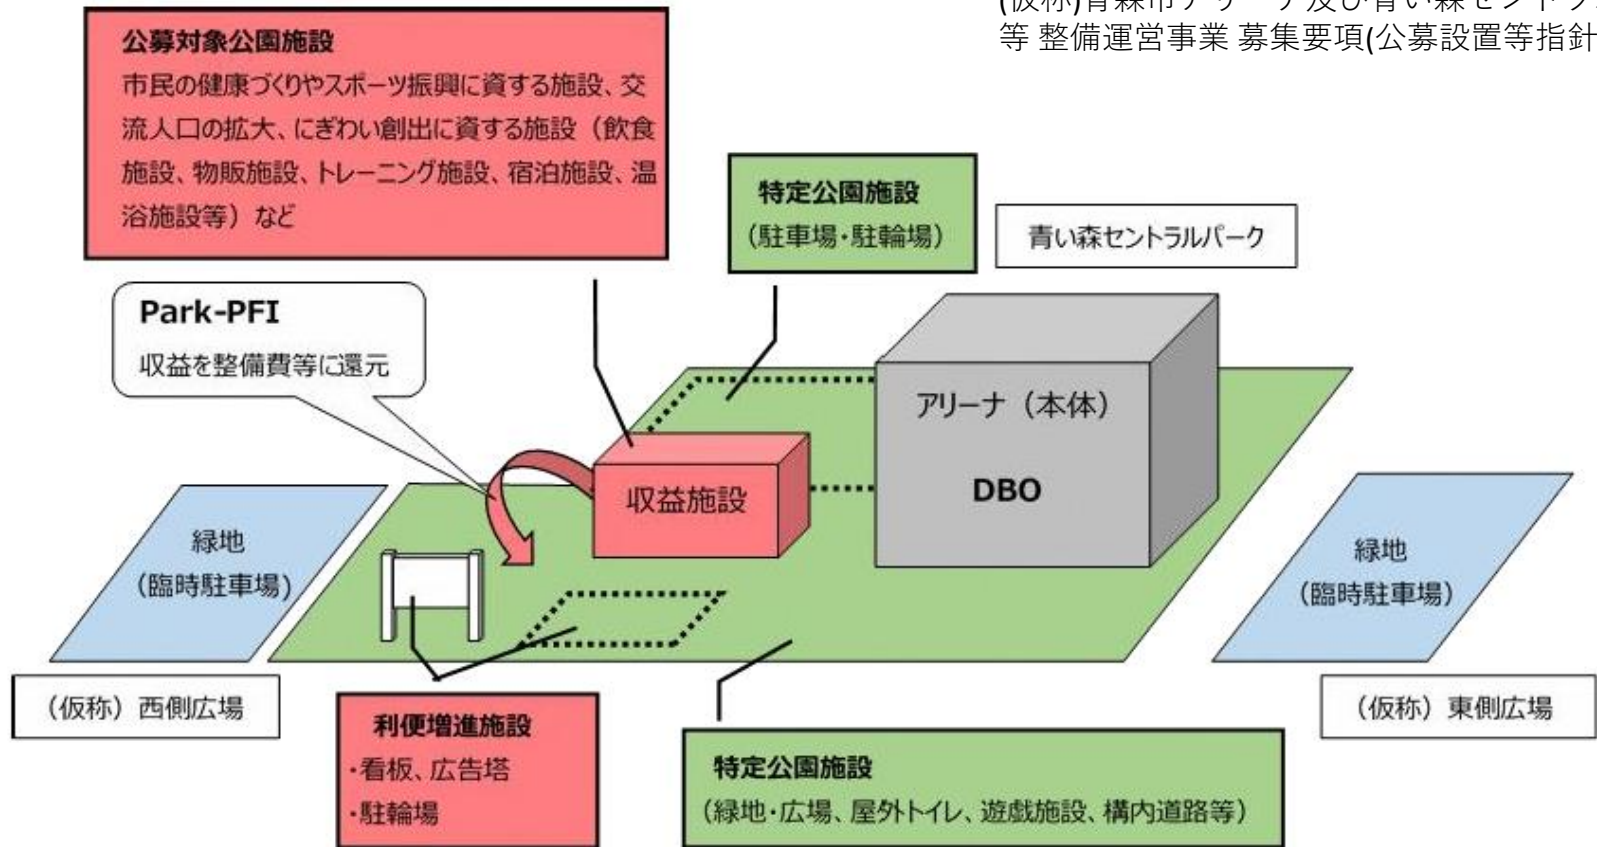 等 整備運営事業 募集要項(公募設置等指針
公募対象公園施設
市民の健康づくりやスポーツ振興に資する施設、交
流人口の拡大、にぎわい創出に資する施設（飲食
施設、物販施設、トレーニング施設、宿泊施設、温
浴施設等）など
特定公園施設
（駐車場・駐輪場）
青い森セントラルパーク
Park-PFI
収益を整備費等に還元
アリーナ（本体）
DBO
収益施設
緑地
（臨時駐車場）
緑地
（臨時駐車場）
（仮称）西側広場
（仮称）東側広場
利便増進施設
・看板、広告塔
・駐輪場
特定公園施設
（緑地・広場、屋外トイレ、遊戯施設、構内道路等）